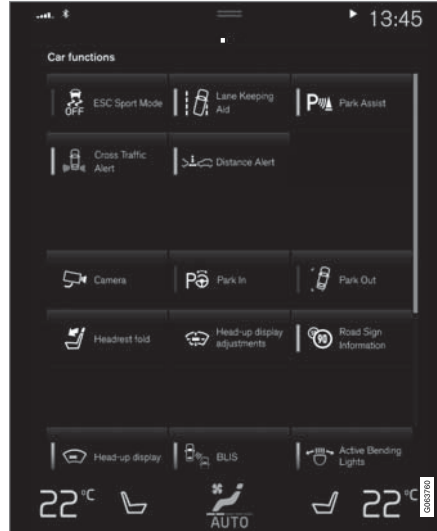 13:45
Car functions
OFF
ESC Sport Mode
Lane Keeping
Aid
P
Park Assist
Cross Traffic
Alert
Distance Alert
Camera
P
Park In
Park Out
Headrest fold
Head-up display
adjustments
90
Road Sign
Information
Head-up display
BLIS
Active Bending
Lights
22°C
AUTO
22°C
G063760